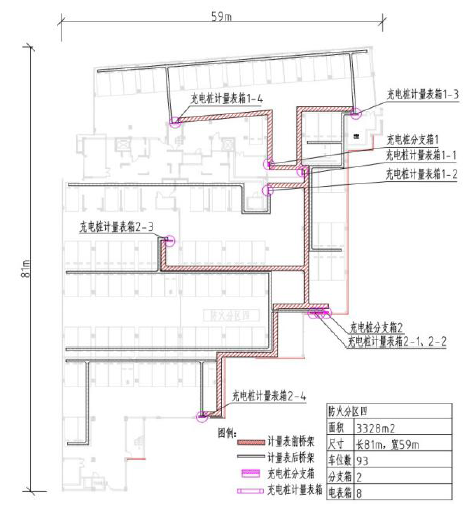 59m
充电桩计量表箱1-4
充电桩计量表箱1-3
充电桩分支箱1
充电桩计量表箱1-1
充电桩计量表箱1-2
充电桩计量表箱2-3
81m
防火分区四
充电桩分支箱2
充电桩计量表箱2-1、2-2
充电桩计量表箱2-4
图例:
计量表前桥架
计量表后桥架
充电桩分支箱
充电桩计量表箱
防火分区四
面积 3328m2
尺寸 长81m,宽59m
车位数 93
分支箱 2
电表箱 8